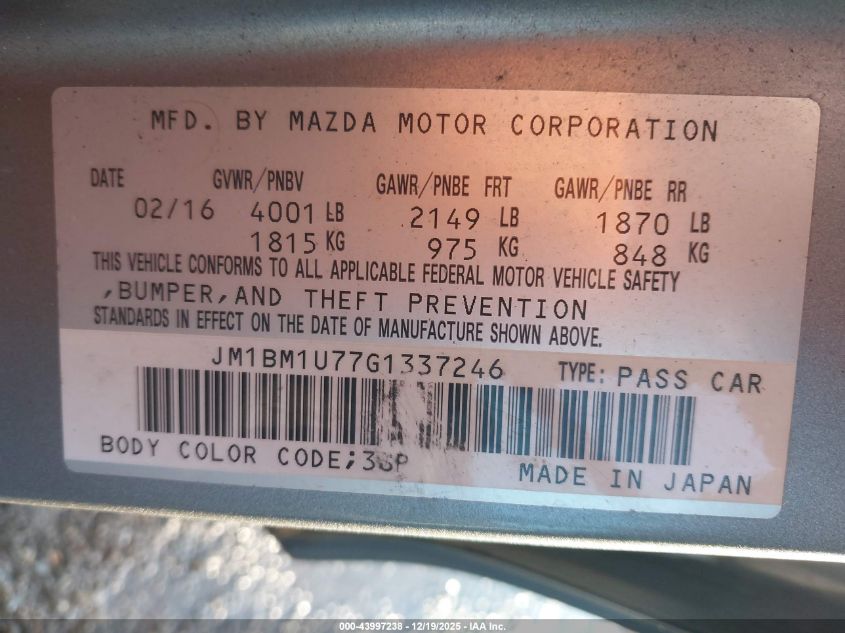 MFD. BY MAZDA MOTOR CORPORATION
DATE GVWR/PNBV GAWR/PNBE FRT GAWR/PNBE RR
02/16 4001 LB 2149 LB 1870 LB
1815 KG 975 KG 848 KG
THIS VEHICLE CONFORMS TO ALL APPLICABLE FEDERAL MOTOR VEHICLE SAFETY
,BUMPER,AND THEFT PREVENTION
STANDARDS IN EFFECT ON THE DATE OF MANUFACTURE SHOWN ABOVE.
JM1BM1U77G1337246 TYPE: PASS CAR
BODY COLOR CODE;
MADE IN JAPAN
000-43997238 - 12/19/2025 - IAA Inc.